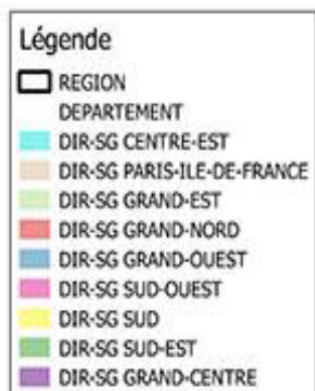 Légende
REGION
DEPARTEMENT
DIR-SG CENTRE-EST
DIR-SG PARIS-ILE-DE-FRANCE
DIR-SG GRAND-EST
DIR-SG GRAND-NORD
DIR-SG GRAND-OUEST
DIR-SG SUD-OUEST
DIR-SG SUD
DIR-SG SUD-EST
DIR-SG GRAND-CENTRE